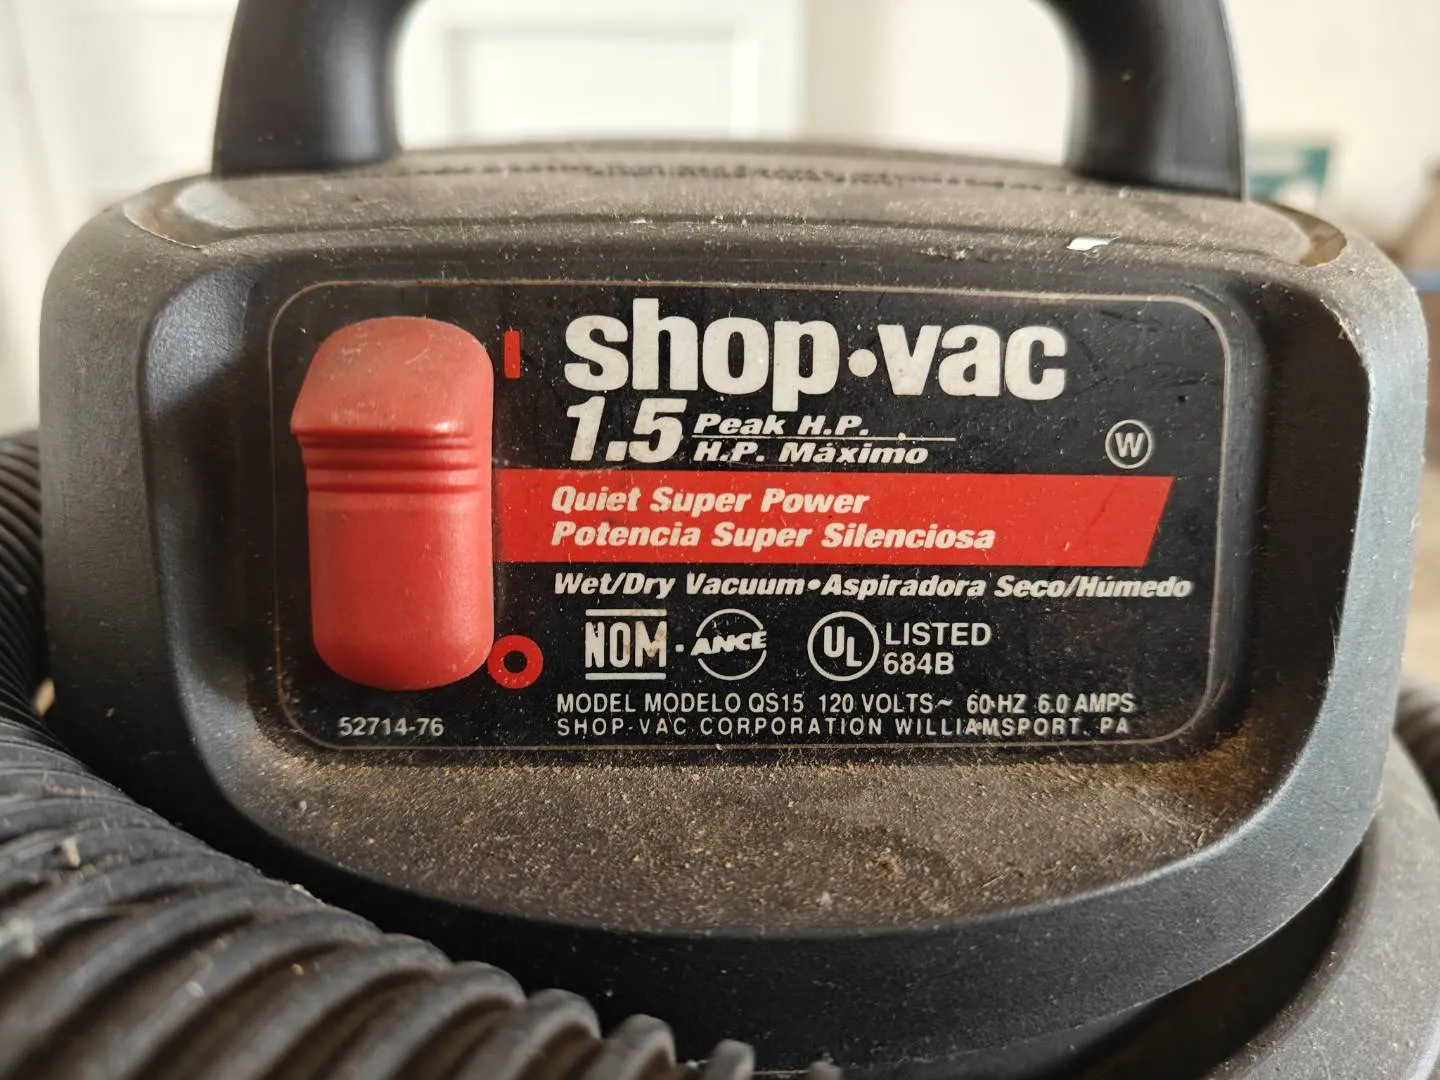 shop·vac
1.5 Peak H.P.
H.P. Máximo
W
Quiet Super Power
Potencia Super Silenciosa
Wet/Dry Vacuum•Aspiradora Seco/Húmedo
NOM·ANCE UL LISTED
684B
MODEL MODELO QS15 120 VOLTS~ 60 HZ 6.0 AMPS
SHOP-VAC CORPORATION WILLIAMSPORT, PA
52714-76